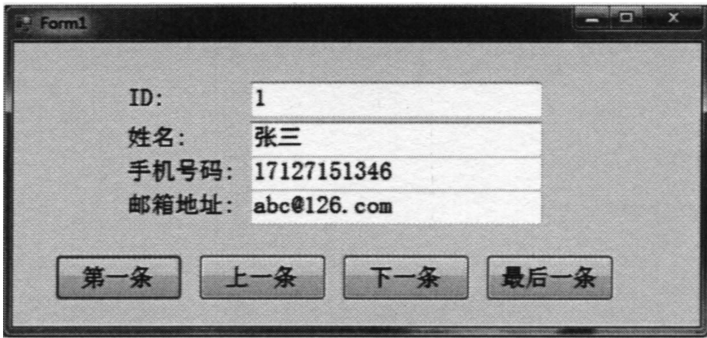 Form1
ID: 1
姓名: 张三
手机号码: 17127151346
邮箱地址: abc@126.com
第一条 上一条 下一条 最后一条